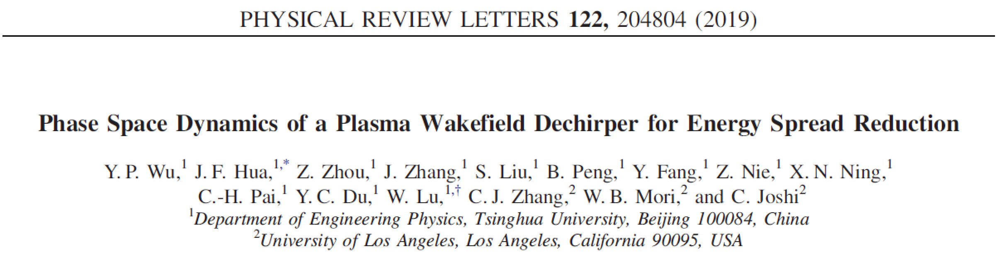 PHYSICAL REVIEW LETTERS 122, 204804 (2019)
Phase Space Dynamics of a Plasma Wakefield Dechirper for Energy Spread Reduction
Y. P. Wu,1 J. F. Hua,1,* Z. Zhou,1 J. Zhang,1 S. Liu,1 B. Peng,1 Y. Fang,1 Z. Nie,1 X. N. Ning,1
C.-H. Pai,1 Y. C. Du,1 W. Lu,1,† C. J. Zhang,2 W. B. Mori,2 and C. Joshi2
1Department of Engineering Physics, Tsinghua University, Beijing 100084, China
2University of Los Angeles, Los Angeles, California 90095, USA